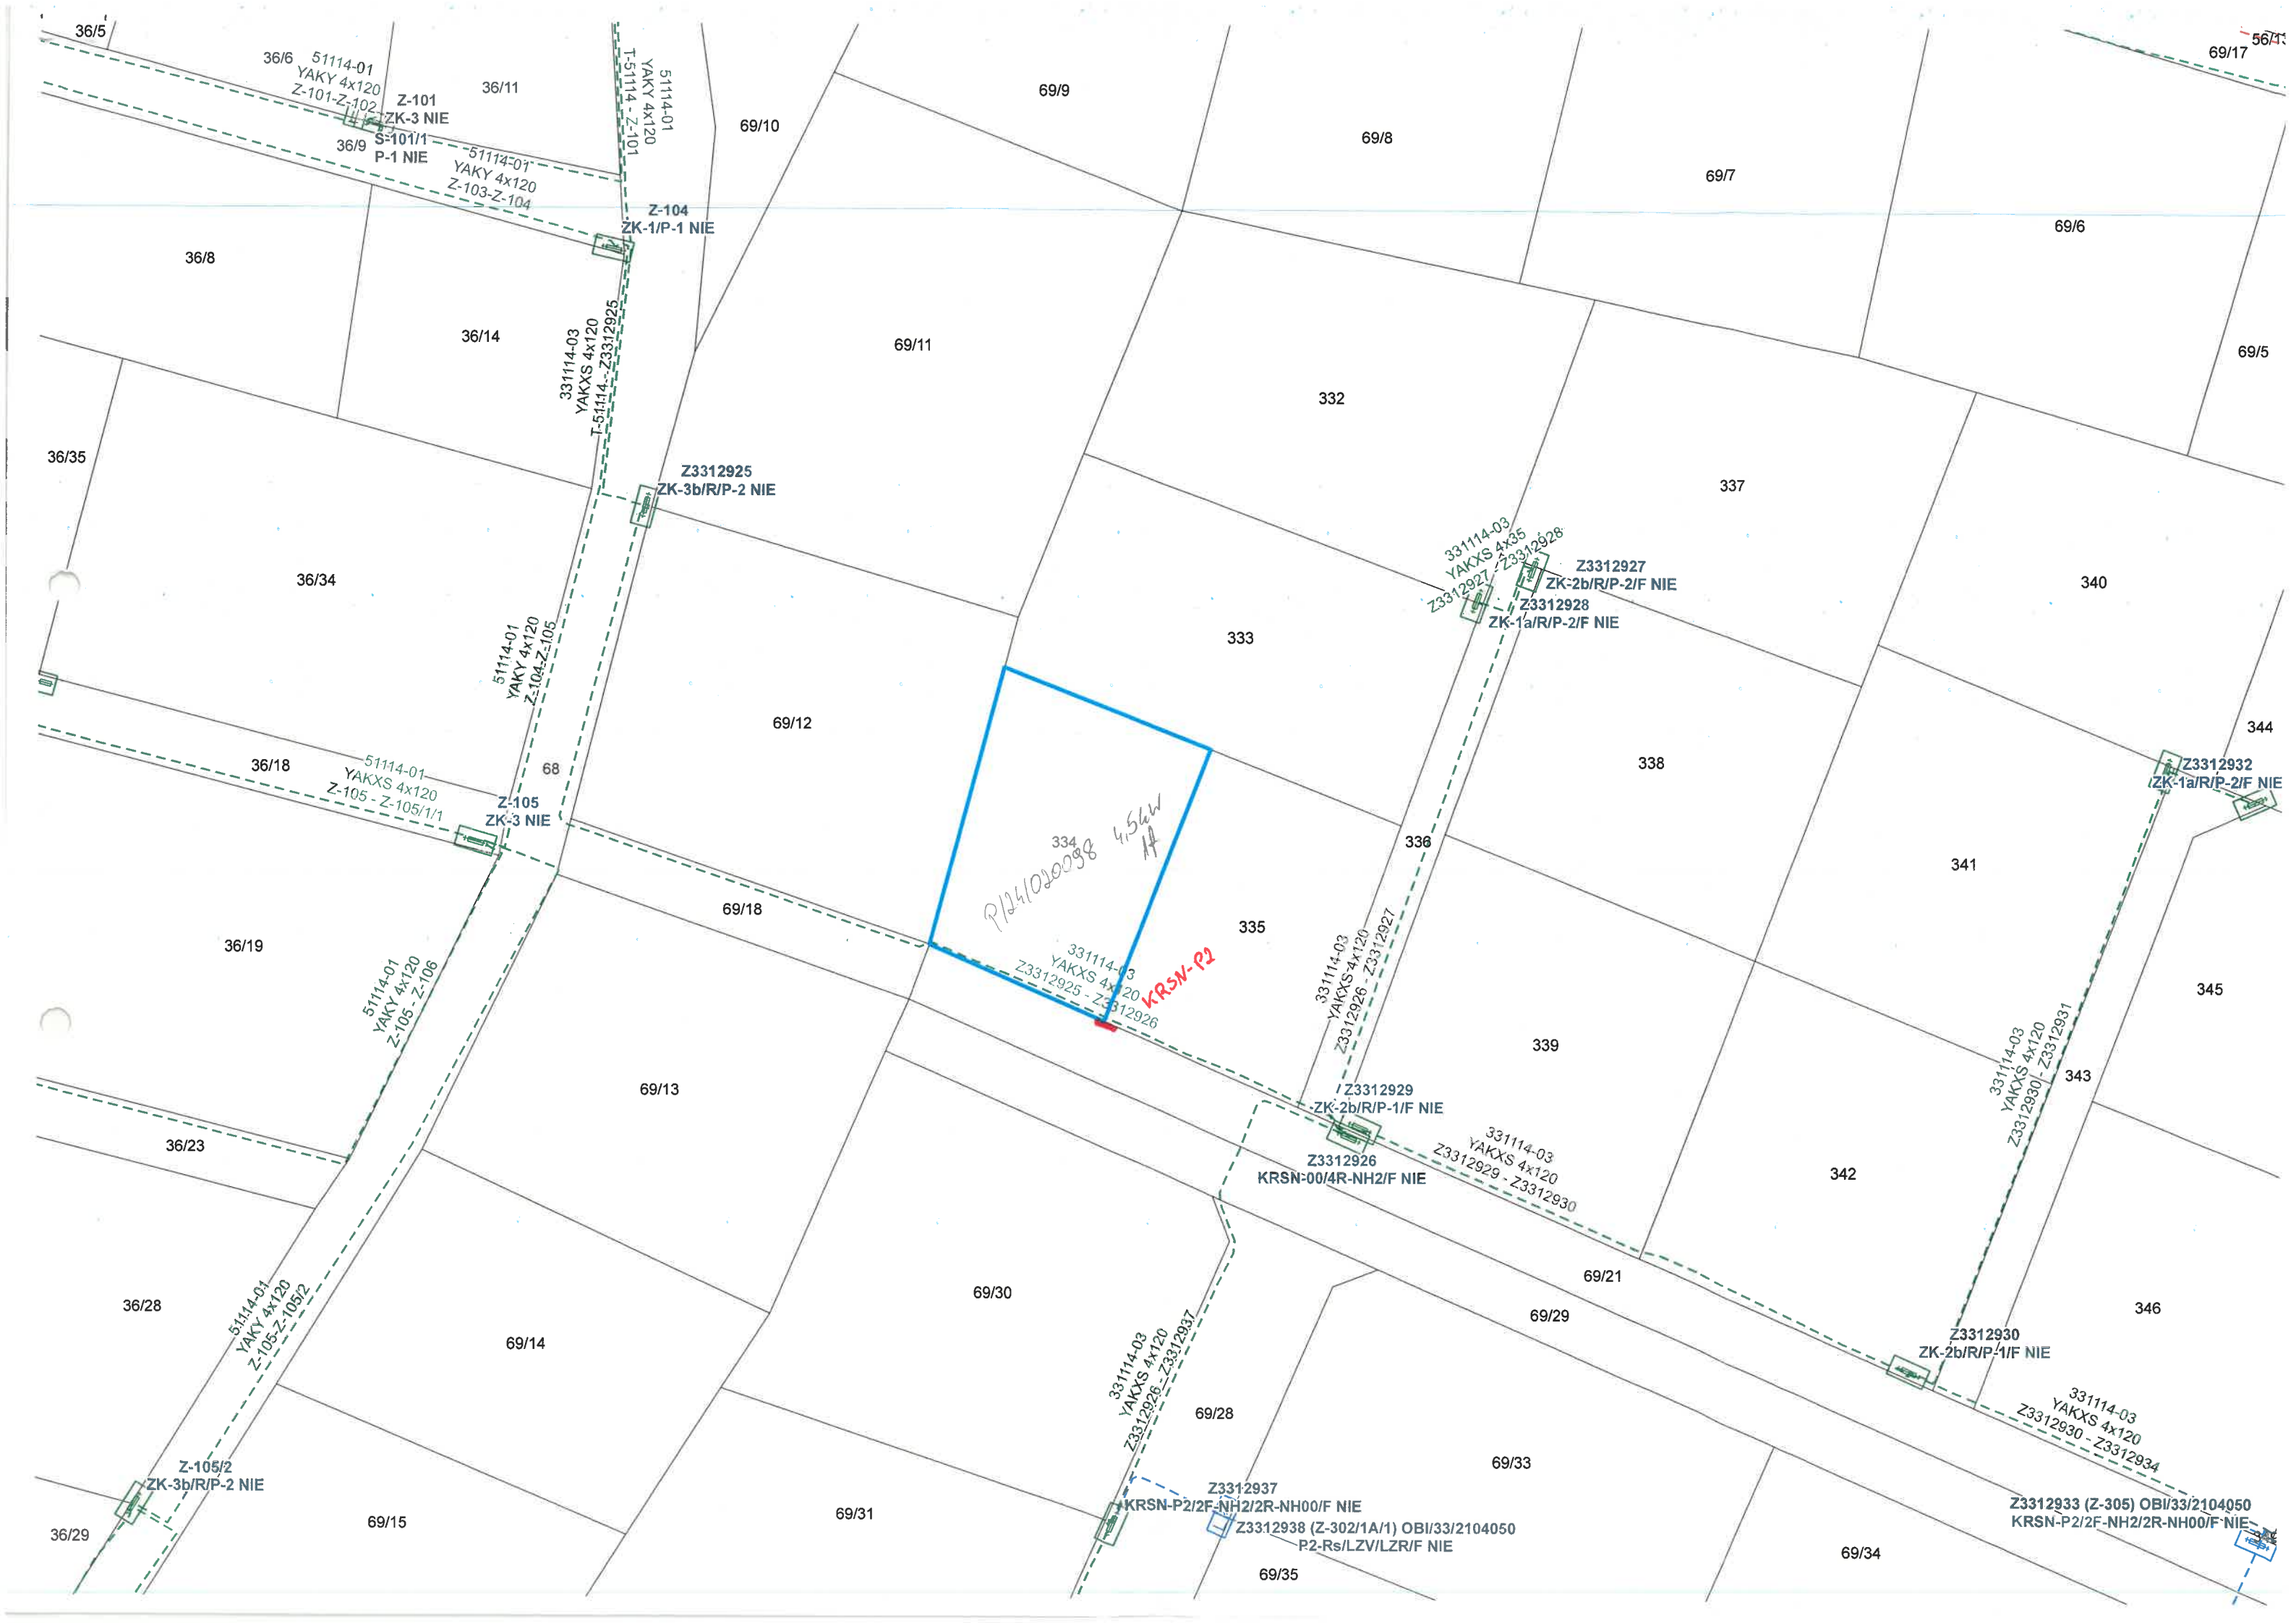 36/5
36/6
51114-01
YAKY 4x120
Z-101-Z-102
Z-101
ZK-3 NIE
S-101/1
P-1 NIE
36/11
36/9
51114-01
YAKY 4x120
Z-103-Z-104
51114-01
YAKY 4x120
T-51114 - Z-101
69/10
69/9
69/8
69/7
69/6
69/17
69/5
Z-104
ZK-1/P-1 NIE
36/8
36/14
331114-03
YAKXS 4x120
T-51114 - Z3312925
69/11
332
337
36/35
Z3312925
ZK-3b/R/P-2 NIE
36/34
331114-03
YAKXS 4x35
Z3312927 - Z3312928
Z3312927
ZK-2b/R/P-2/F NIE
Z3312928
ZK-1a/R/P-2/F NIE
340
333
51114-01
YAKY 4x120
Z-104-Z-105
69/12
344
36/18
51114-01
YAKXS 4x120
Z-105 - Z-105/1/1
68
338
Z3312932
ZK-1a/R/P-2/F NIE
Z-105
ZK-3 NIE
334
P/24/020098 4,5kW
1f
336
341
69/18
335
36/19
331114-03
YAKXS 4x120
Z3312925 - Z3312926
KRSN-P2
331114-03
YAKXS 4x120
Z3312926 - Z3312927
51114-01
YAKY 4x120
Z-105 - Z-106
345
339
331114-03
YAKXS 4x120
Z3312930 - Z3312931
343
69/13
Z3312929
ZK-2b/R/P-1/F NIE
36/23
Z3312926
KRSN-00/4R-NH2/F NIE
331114-03
YAKXS 4x120
Z3312929 - Z3312930
342
69/21
69/30
36/28
51114-01
YAKY 4x120
Z-105-Z-105/2
69/14
69/29
346
331114-03
YAKXS 4x120
Z3312926 - Z3312937
Z3312930
ZK-2b/R/P-1/F NIE
69/28
331114-03
YAKXS 4x120
Z3312930 - Z3312934
69/33
Z-105/2
ZK-3b/R/P-2 NIE
Z3312937
KRSN-P2/2F-NH2/2R-NH00/F NIE
Z3312938 (Z-302/1A/1) OBI/33/2104050
P2-Rs/LZV/LZR/F NIE
Z3312933 (Z-305) OBI/33/2104050
KRSN-P2/2F-NH2/2R-NH00/F NIE
36/29
69/15
69/31
69/34
69/35